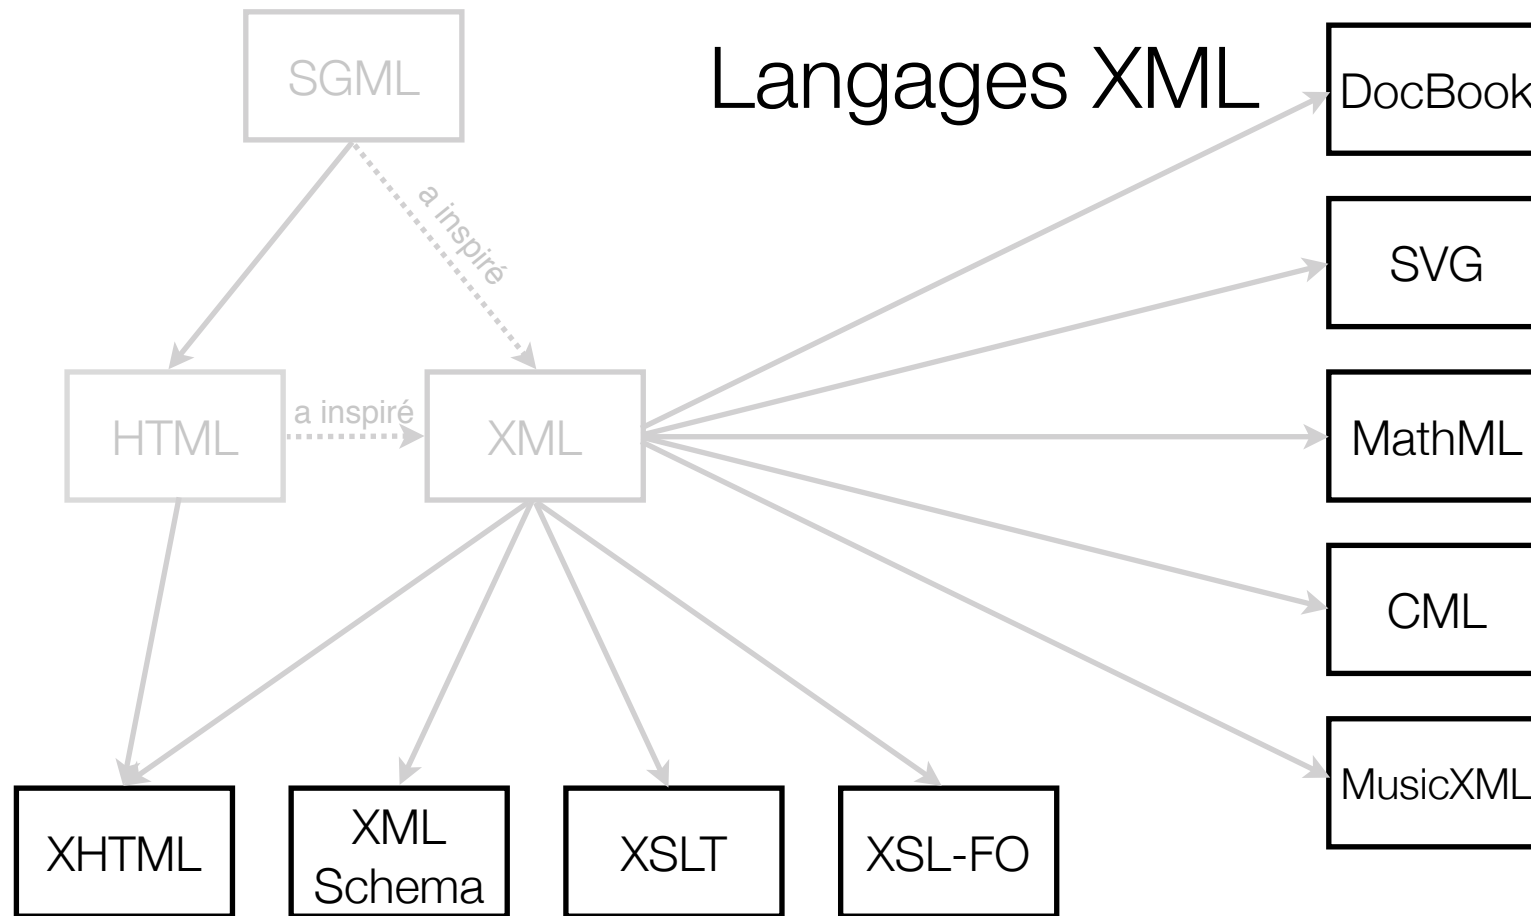 SGML
Langages XML
DocBook
a inspiré
SVG
HTML
a inspiré
XML
MathML
CML
MusicXML
XHTML
XML
Schema
XSLT
XSL-FO